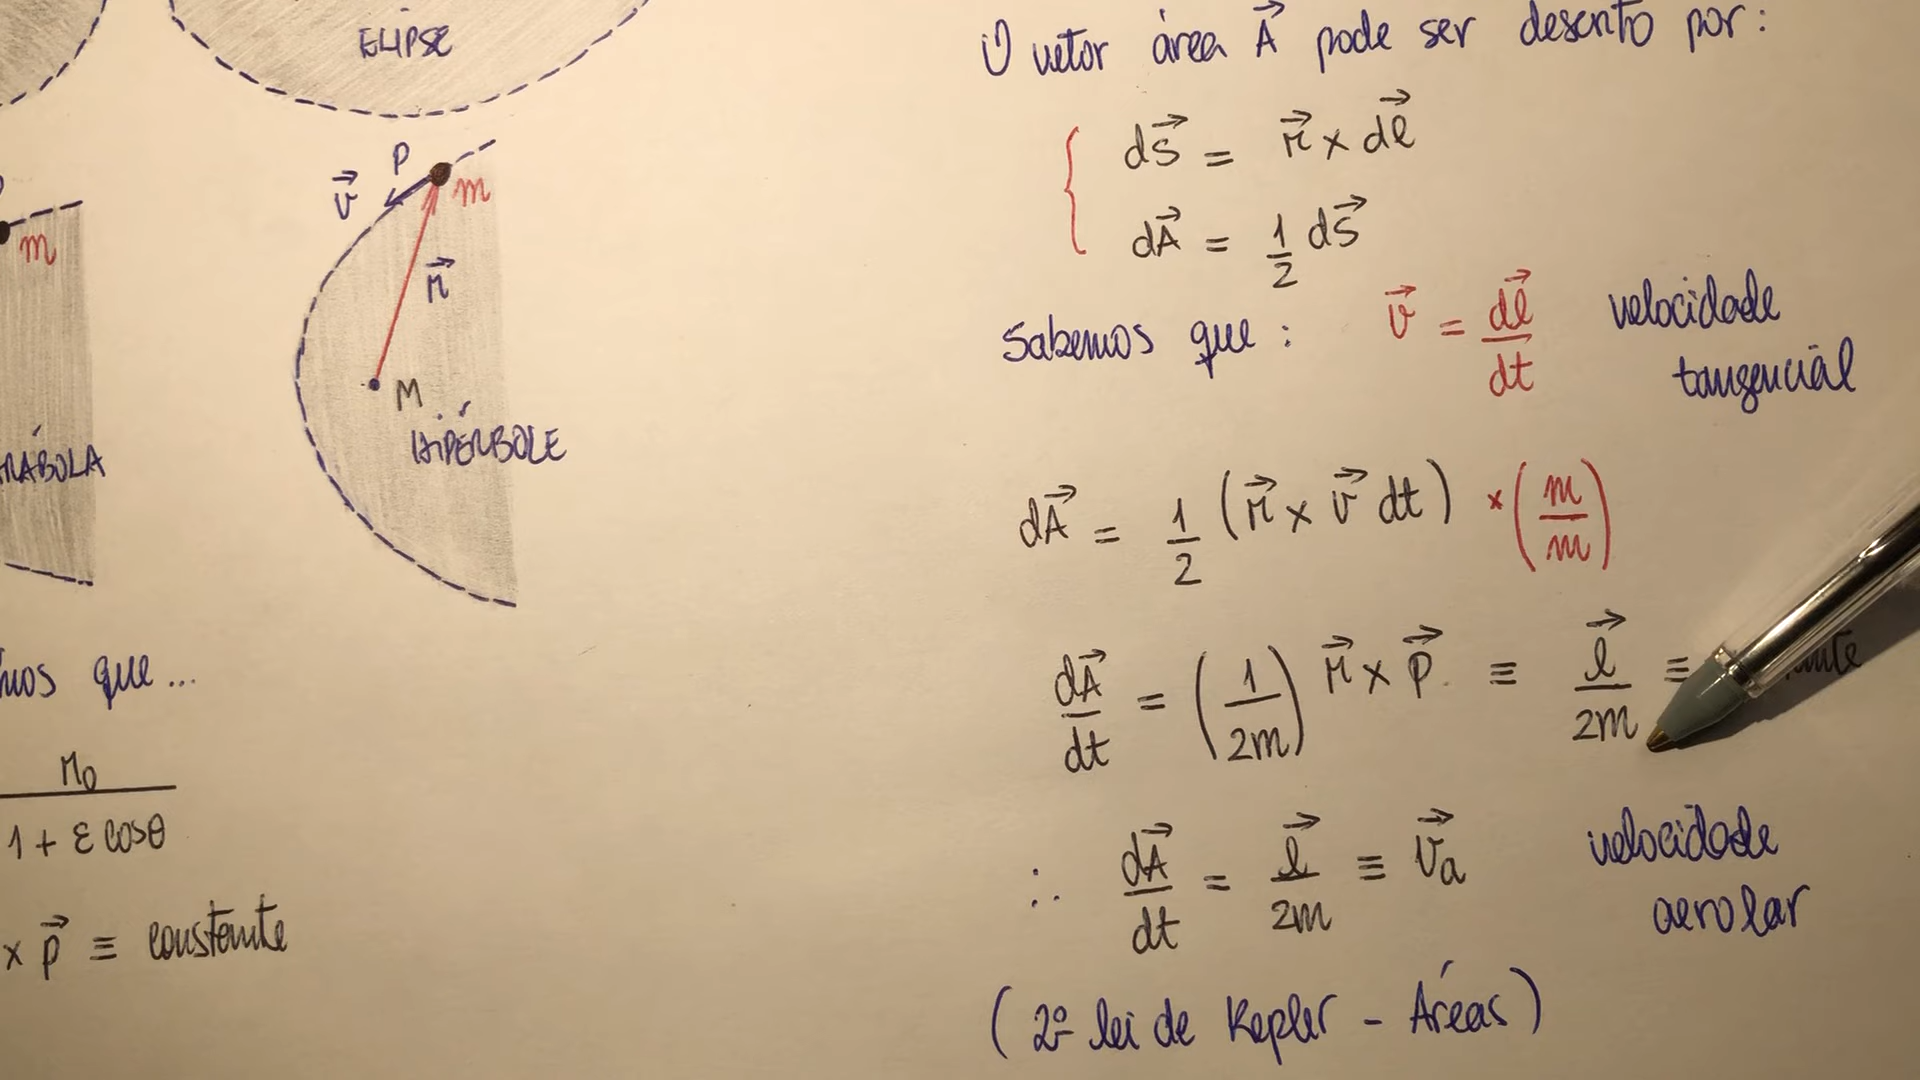 ELIPSE
P
v⃗
m
r⃗
M
HIPÉRBOLE
m
mos que...
r₀
1 + ε cosθ
× p⃗ ≡ constante
O vetor área A⃗ pode ser descrito por:
dS⃗ = r⃗ × dl⃗
dA⃗ = 1/2 dS⃗
Sabemos que: v⃗ = dl⃗/dt velocidade
tangencial
dA⃗ = 1/2 (r⃗ × v⃗ dt) × (m/m)
dA⃗/dt = (1/2m) r⃗ × p⃗ ≡ l⃗/2m ≡
∴ dA⃗/dt = l⃗/2m ≡ v⃗a velocidade
aerolar
(2ª lei de Kepler - Áreas)